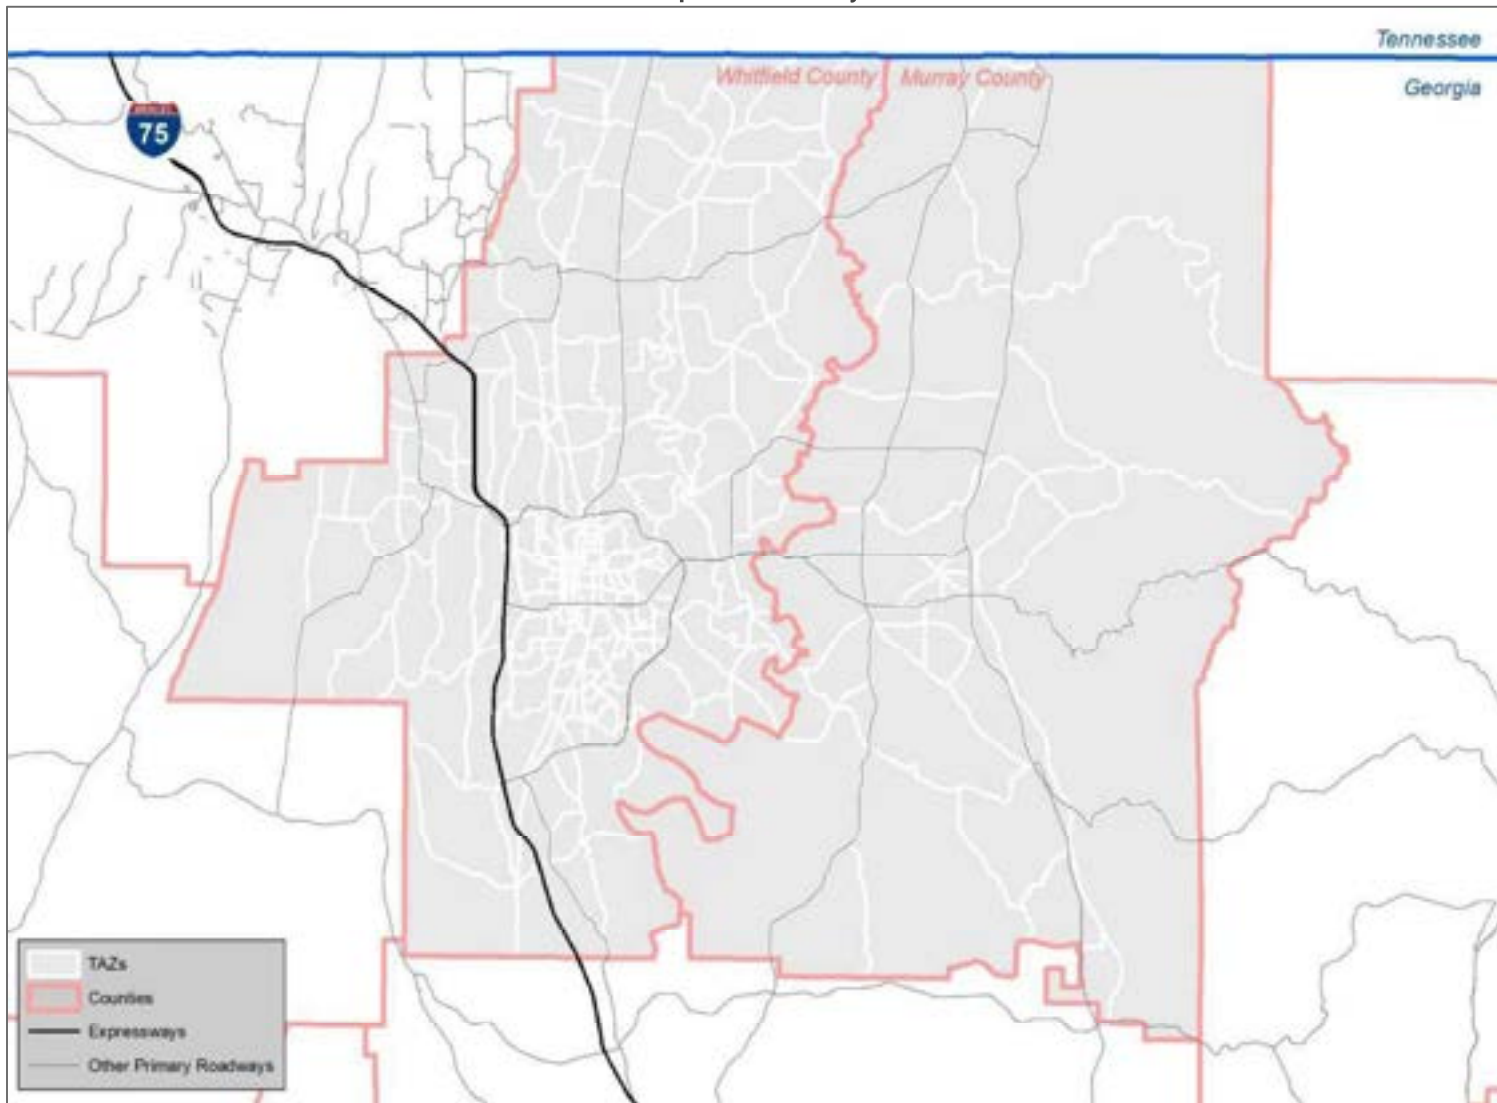 Tennessee
Whitfield County
Murray County
Georgia
75
TAZs
Counties
Expressways
Other Primary Roadways